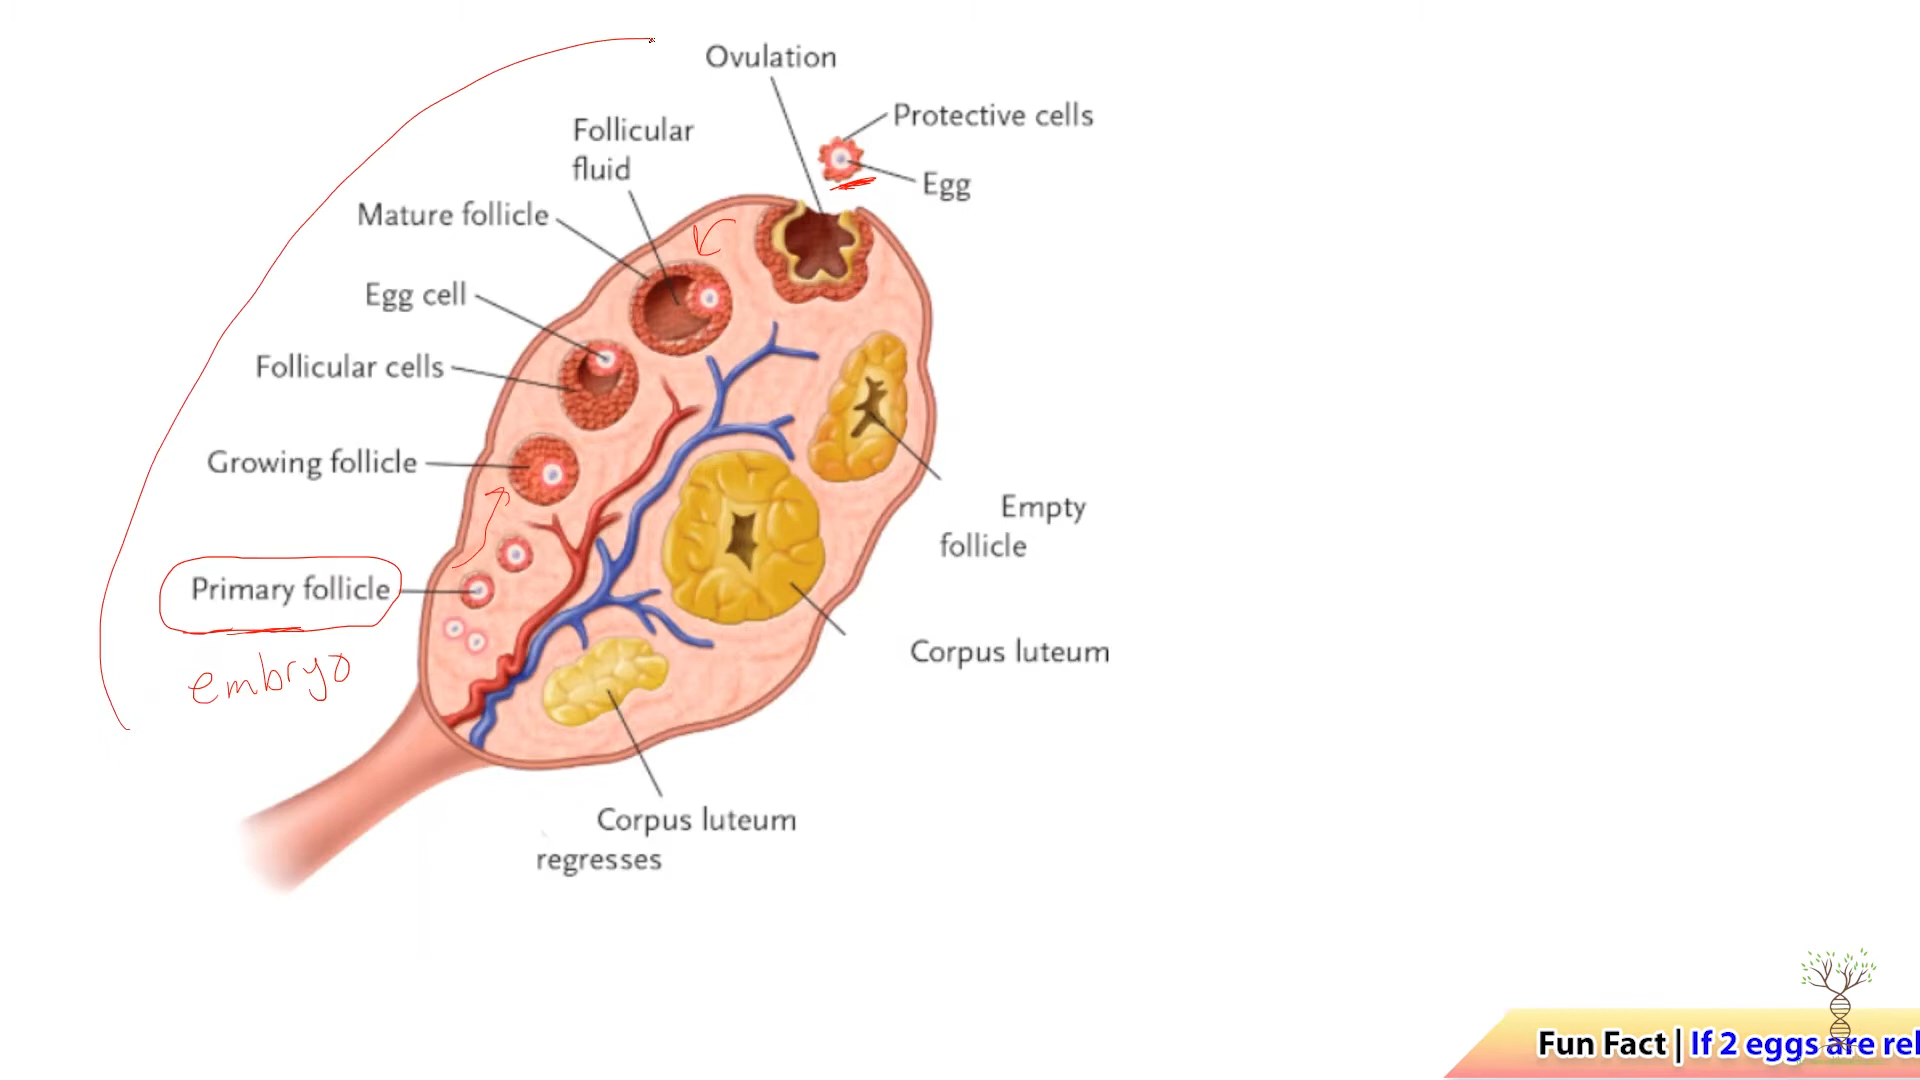 Ovulation
Protective cells
Follicular
fluid
Egg
Mature follicle
Egg cell
Follicular cells
Growing follicle
Empty
follicle
Primary follicle
Corpus luteum
embryo
Corpus luteum
regresses
Fun Fact | If 2 eggs are rel